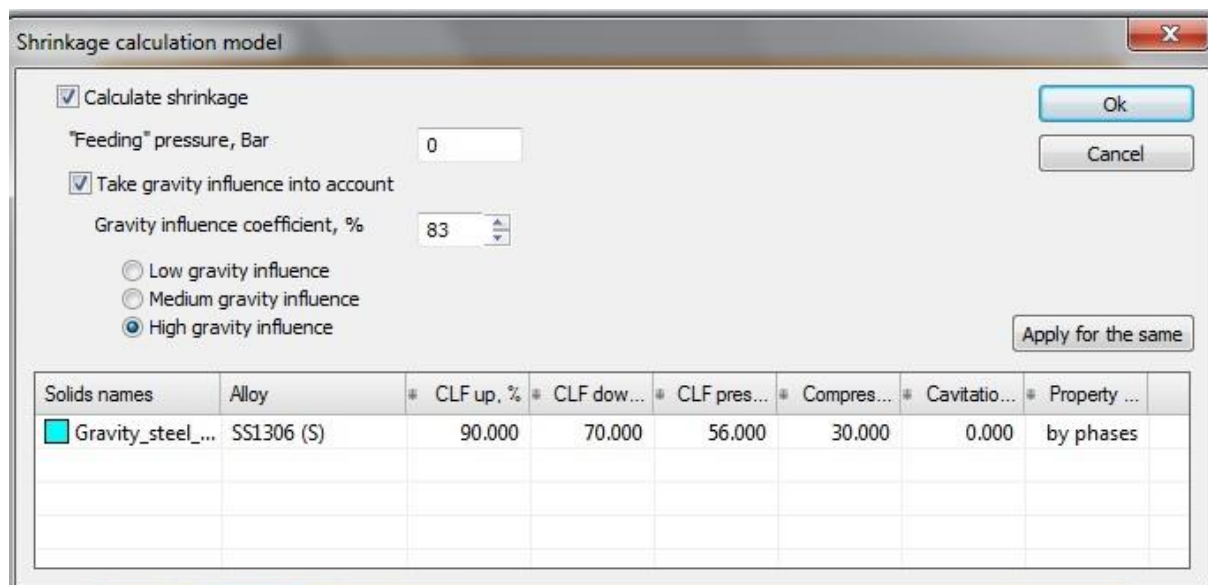 Shrinkage calculation model
Calculate shrinkage
Ok
"Feeding" pressure, Bar 0
Cancel
Take gravity influence into account
Gravity influence coefficient, % 83
Low gravity influence
Medium gravity influence
High gravity influence
Apply for the same
Solids names Alloy CLF up, % CLF dow... CLF pres... Compres... Cavitatio... Property ...
Gravity_steel_... SS1306 (S) 90.000 70.000 56.000 30.000 0.000 by phases